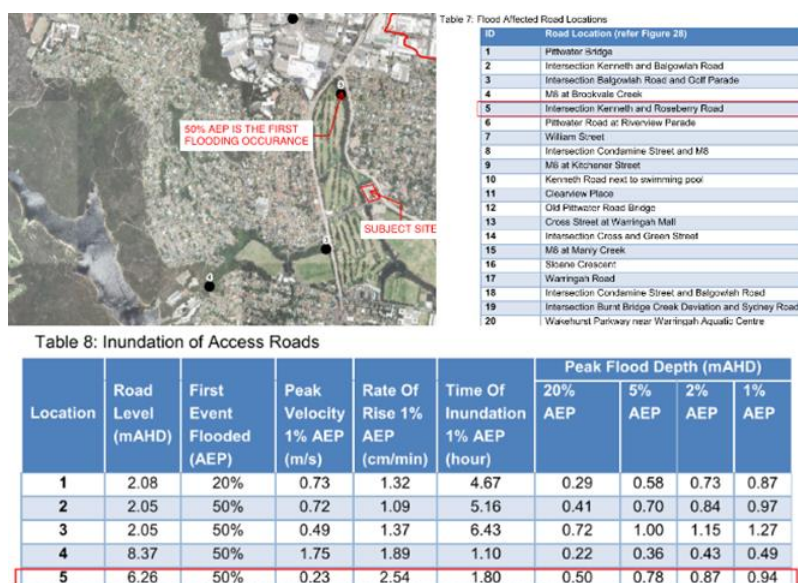 Table 7: Flood Affected Road Locations
ID Road Location (refer Figure 28)
1 Pittwater Bridge
2 Intersection Kenneth and Balgowlah Road
3 Intersection Balgowlah Road and Golf Parade
4 M8 at Brookvale Creek
5 Intersection Kenneth and Roseberry Road
6 Pittwater Road at Riverview Parade
7 William Street
8 Intersection Condamine Street and M8
9 M8 at Kitchener Street
10 Kenneth Road next to swimming pool
11 Clearview Place
12 Old Pittwater Road Bridge
13 Cross Street at Warringah Mall
14 Intersection Cross and Green Street
15 M8 at Manly Creek
16 Sloane Crescent
17 Warringah Road
18 Intersection Condamine Street and Balgowlah Road
19 Intersection Burnt Bridge Creek Deviation and Sydney Road
20 Wakehurst Parkway near Warringah Aquatic Centre
50% AEP IS THE FIRST
FLOODING OCCURANCE
SUBJECT SITE
Table 8: Inundation of Access Roads
Location
Road Level (mAHD)
First Event Flooded (AEP)
Peak Velocity 1% AEP (m/s)
Rate Of Rise 1% AEP (cm/min)
Time Of Inundation 1% AEP (hour)
Peak Flood Depth (mAHD)
20% AEP 5% AEP 2% AEP 1% AEP
1 2.08 20% 0.73 1.32 4.67 0.29 0.58 0.73 0.87
2 2.05 50% 0.72 1.09 5.16 0.41 0.70 0.84 0.97
3 2.05 50% 0.49 1.37 6.43 0.72 1.00 1.15 1.27
4 8.37 50% 1.75 1.89 1.10 0.22 0.36 0.43 0.49
5 6.26 50% 0.23 2.54 1.80 0.50 0.78 0.87 0.94